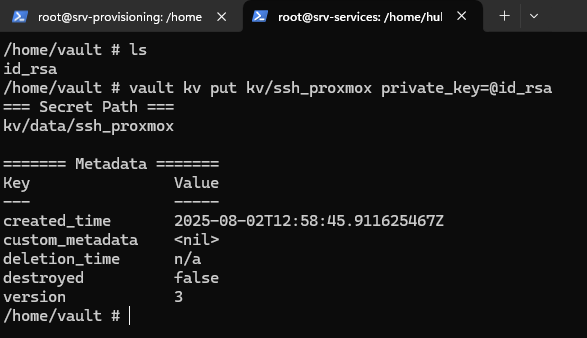 root@srv-provisioning: /home
root@srv-services: /home/hul
/home/vault # ls
id_rsa
/home/vault # vault kv put kv/ssh_proxmox private_key=@id_rsa
=== Secret Path ===
kv/data/ssh_proxmox
======= Metadata =======
Key Value
--- -----
created_time 2025-08-02T12:58:45.911625467Z
custom_metadata <nil>
deletion_time n/a
destroyed false
version 3
/home/vault #